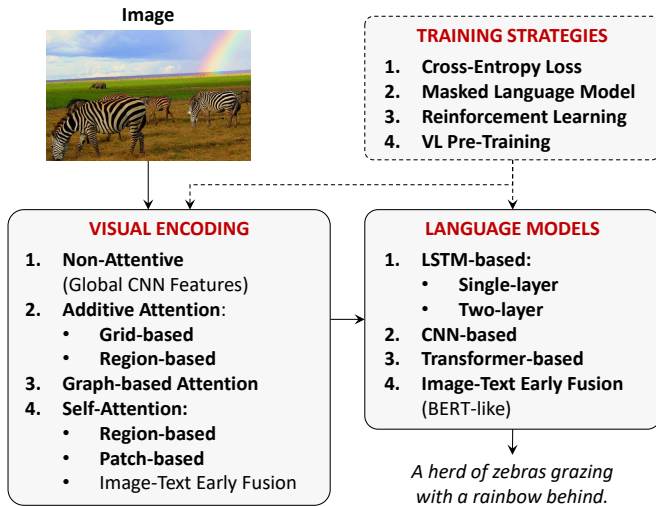 Image
TRAINING STRATEGIES
1. Cross-Entropy Loss
2. Masked Language Model
3. Reinforcement Learning
4. VL Pre-Training
VISUAL ENCODING
1. Non-Attentive
(Global CNN Features)
2. Additive Attention:
• Grid-based
• Region-based
3. Graph-based Attention
4. Self-Attention:
• Region-based
• Patch-based
• Image-Text Early Fusion
LANGUAGE MODELS
1. LSTM-based:
• Single-layer
• Two-layer
2. CNN-based
3. Transformer-based
4. Image-Text Early Fusion
(BERT-like)
A herd of zebras grazing
with a rainbow behind.